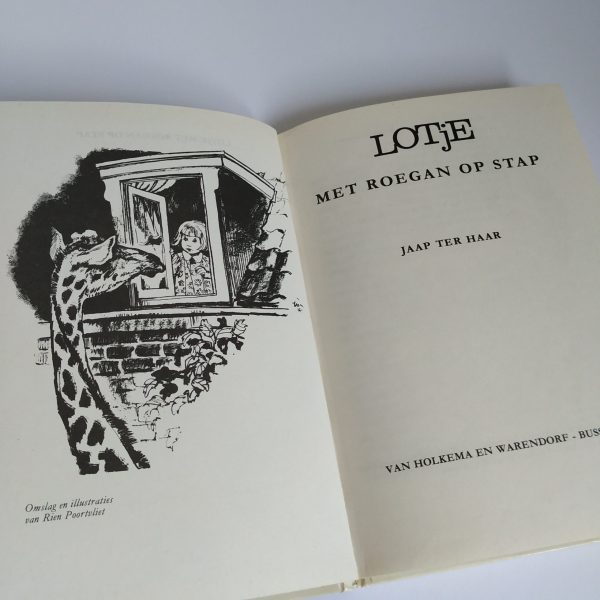 Omslag en illustraties
van Rien Poortvliet
LOTjE
MET ROEGAN OP STAP
JAAP TER HAAR
VAN HOLKEMA EN WARENDORF - BUSS